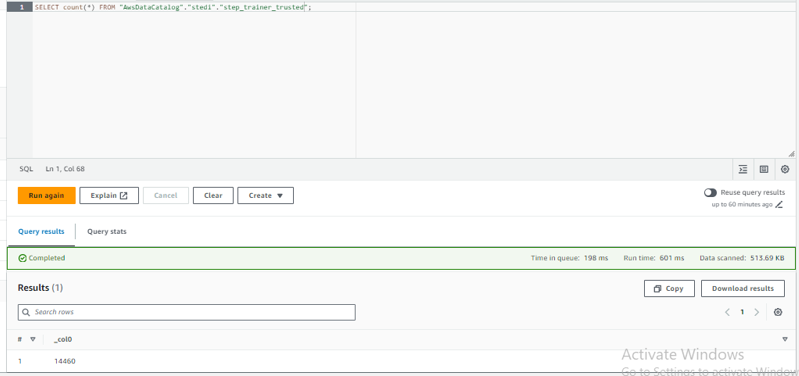 1 SELECT count(*) FROM "AwsDataCatalog"."stedi"."step_trainer_trusted";
SQL Ln 1, Col 68
Run again Explain Cancel Clear Create Reuse query results
up to 60 minutes ago
Query results Query stats
Completed Time in queue: 198 ms Run time: 601 ms Data scanned: 513.69 KB
Results (1) Copy Download results
Search rows 1
# _col0
1 14460
Activate Windows
Go to Settings to activate Windows